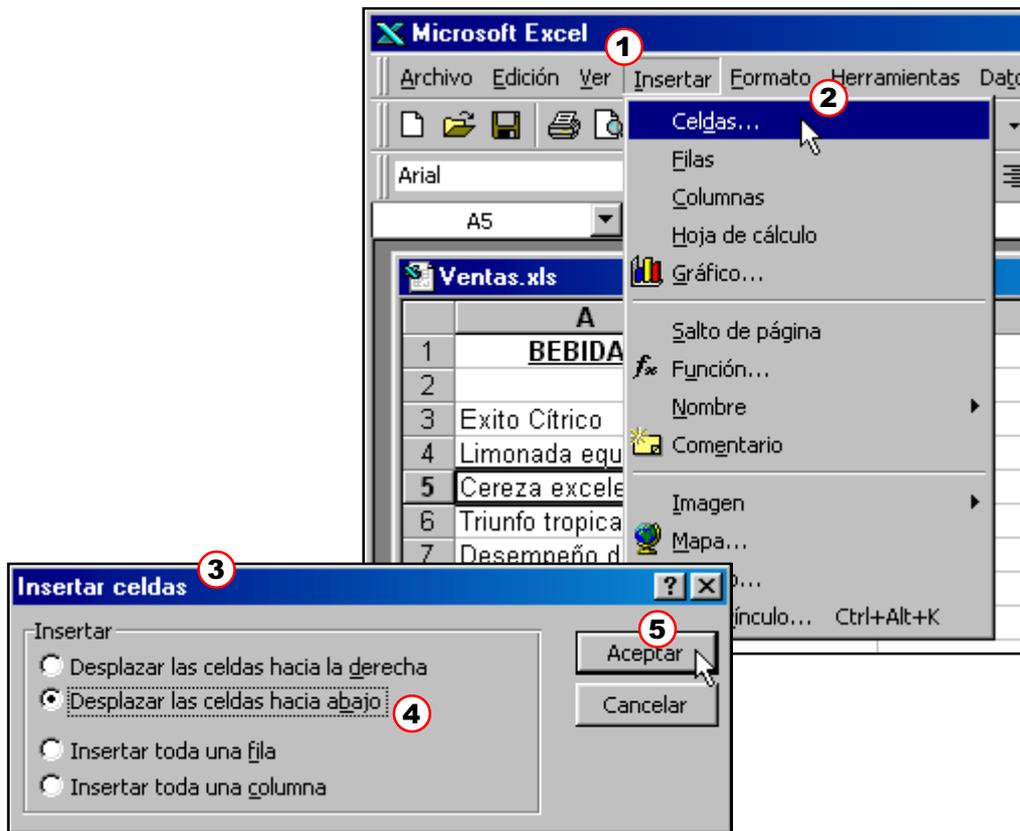 Microsoft Excel
1
Archivo Edición Ver Insertar Formato Herramientas
2
Celdas...
Filas
Columnas
Hoja de cálculo
Gráfico...
Salto de página
Función...
Nombre
Comentario
Imagen
Mapa...
Ctrl+Alt+K
Arial
A5
Ventas.xls
A
1 BEBIDA
2
3 Exito Cítrico
4 Limonada equ
5 Cereza excele
6 Triunfo tropica
7 Desempeño d
3
Insertar celdas
Insertar
Desplazar las celdas hacia la derecha
Desplazar las celdas hacia abajo
4
Insertar toda una fila
Insertar toda una columna
5
Aceptar
Cancelar